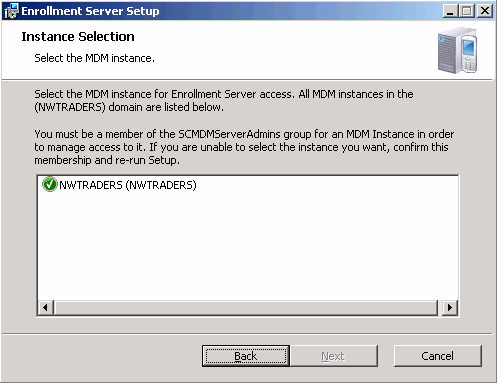 Enrollment Server Setup
Instance Selection
Select the MDM instance.
Select the MDM instance for Enrollment Server access. All MDM instances in the
(NWTRADERS) domain are listed below.
You must be a member of the SCMDMServerAdmins group for an MDM Instance in order
to manage access to it. If you are unable to select the instance you want, confirm this
membership and re-run Setup.
NWTRADERS (NWTRADERS)
Back Next Cancel